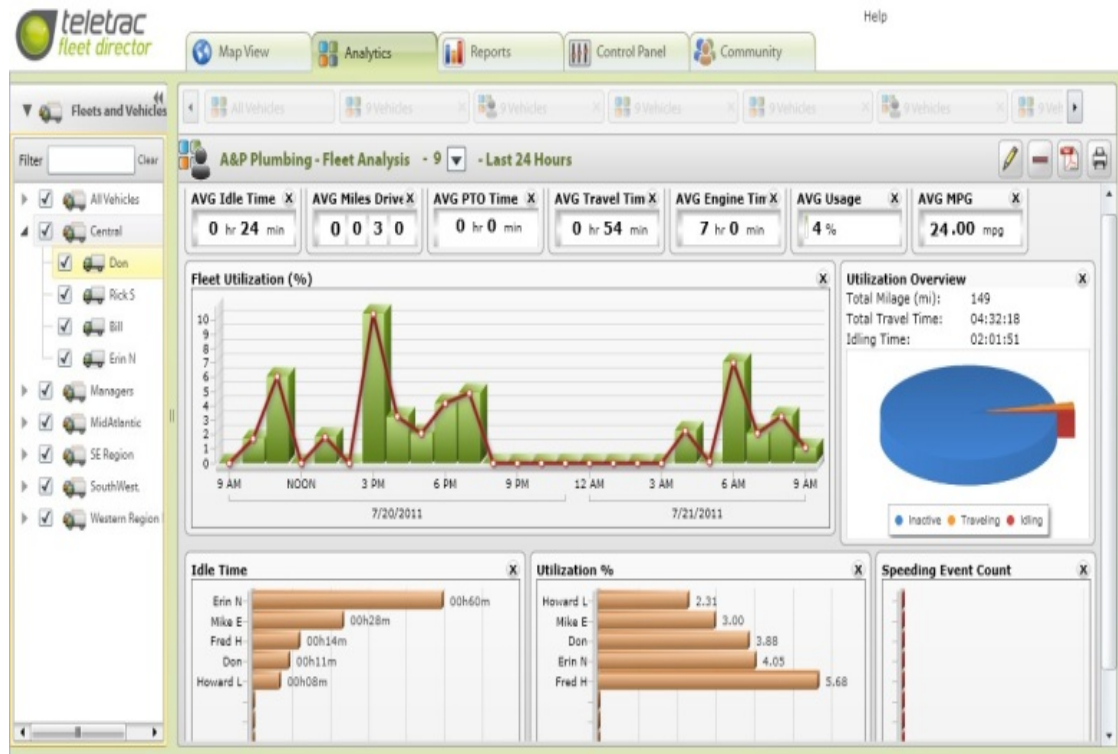 teletrac
fleet director
Help
Map View
Analytics
Reports
Control Panel
Community
Fleets and Vehicles
All Vehicles
9 Vehicles
9 Vehicles
9 Vehicles
9 Vehicles
9 Vehicles
9 Veh
Filter
Clear
A&P Plumbing - Fleet Analysis - 9 - Last 24 Hours
All Vehicles
Central
Don
Rick S
Bill
Erin N
Managers
MidAtlantic
SE Region
SouthWest.
Western Region
AVG Idle Time X
0 hr 24 min
AVG Miles Drive X
0 0 3 0
AVG PTO Time X
0 hr 0 min
AVG Travel Tim X
0 hr 54 min
AVG Engine Tim X
7 hr 0 min
AVG Usage X
4 %
AVG MPG X
24.00 mpg
Fleet Utilization (%) X
10
9
8
7
6
5
4
3
2
1
0
9 AM NOON 3 PM 6 PM 9 PM 12 AM 3 AM 6 AM 9 AM
7/20/2011 7/21/2011
Utilization Overview X
Total Milage (mi): 149
Total Travel Time: 04:32:18
Idling Time: 02:01:51
Inactive Traveling Idling
Idle Time X
Erin N 00h60m
Mike E 00h28m
Fred H 00h14m
Don 00h11m
Howard L 00h08m
Utilization % X
Howard L 2.31
Mike E 3.00
Don 3.88
Erin N 4.05
Fred H 5.68
Speeding Event Count X